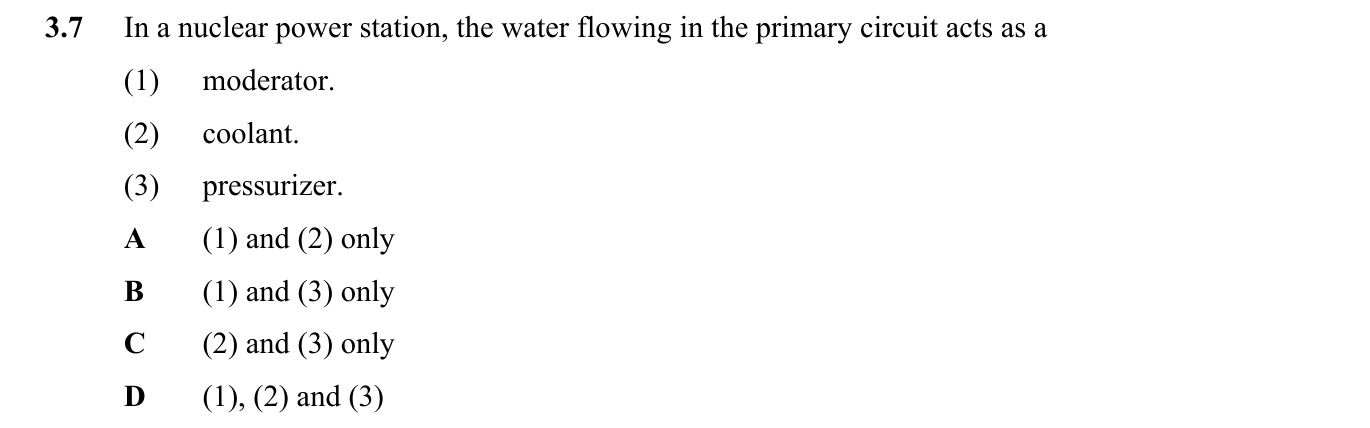 3.7 In a nuclear power station, the water flowing in the primary circuit acts as a
(1) moderator.
(2) coolant.
(3) pressurizer.
A (1) and (2) only
B (1) and (3) only
C (2) and (3) only
D (1), (2) and (3)